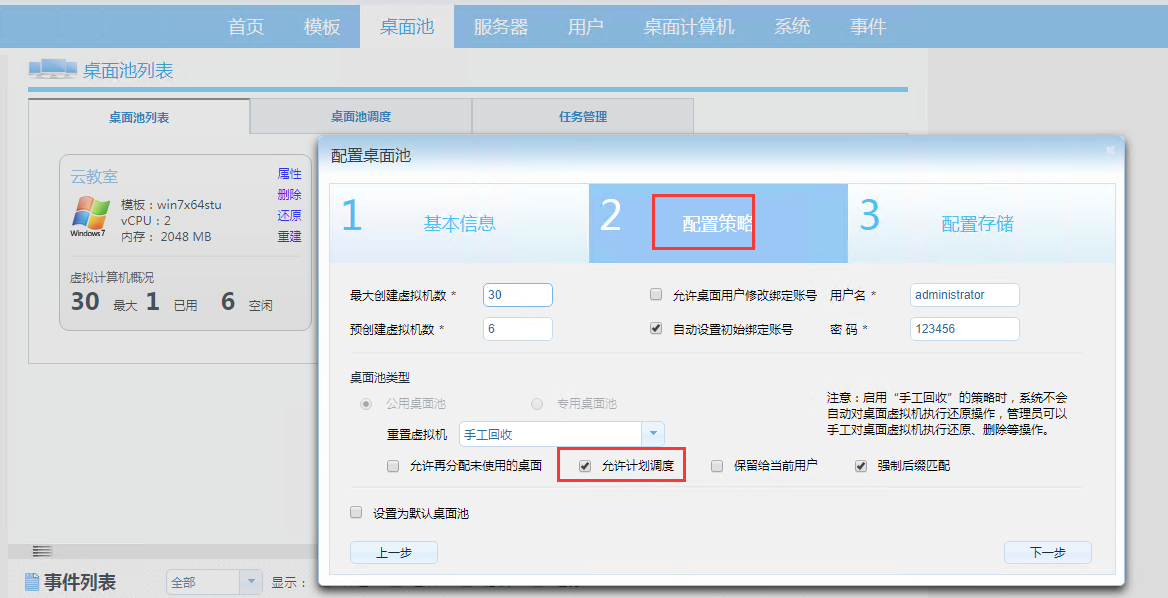 首页 模板 桌面池 服务器 用户 桌面计算机 系统 事件
桌面池列表
桌面池列表 桌面池调度 任务管理
云教室
属性
删除
还原
重建
Windows 7
模板：win7x64stu
vCPU：2
内存： 2048 MB
虚拟计算机概况
30 最大 1 已用 6 空闲
配置桌面池
1 基本信息 2 配置策略 3 配置存储
最大创建虚拟机数 * 30 允许桌面用户修改绑定账号 用户名 * administrator
预创建虚拟机数 * 6 自动设置初始绑定账号 密 码 * 123456
桌面池类型
公用桌面池 专用桌面池
重置虚拟机 手工回收
注意：启用“手工回收”的策略时，系统不会
自动对桌面虚拟机执行还原操作，管理员可以
手工对桌面虚拟机执行还原、删除等操作。
允许再分配未使用的桌面 允许计划调度 保留给当前用户 强制后缀匹配
设置为默认桌面池
上一步 下一步
事件列表 全部 显示：